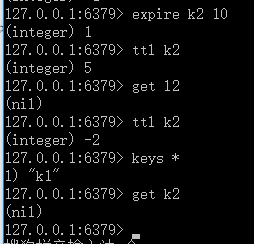 127.0.0.1:6379> expire k2 10
(integer) 1
127.0.0.1:6379> ttl k2
(integer) 5
127.0.0.1:6379> get 12
(nil)
127.0.0.1:6379> ttl k2
(integer) -2
127.0.0.1:6379> keys *
1) "k1"
127.0.0.1:6379> get k2
(nil)
127.0.0.1:6379>